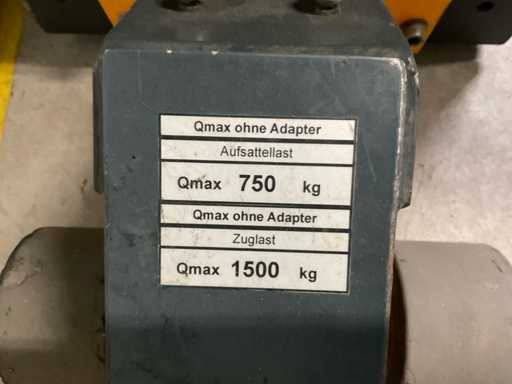 Qmax ohne Adapter
Aufsattellast
Qmax 750 kg
Qmax ohne Adapter
Zuglast
Qmax 1500 kg